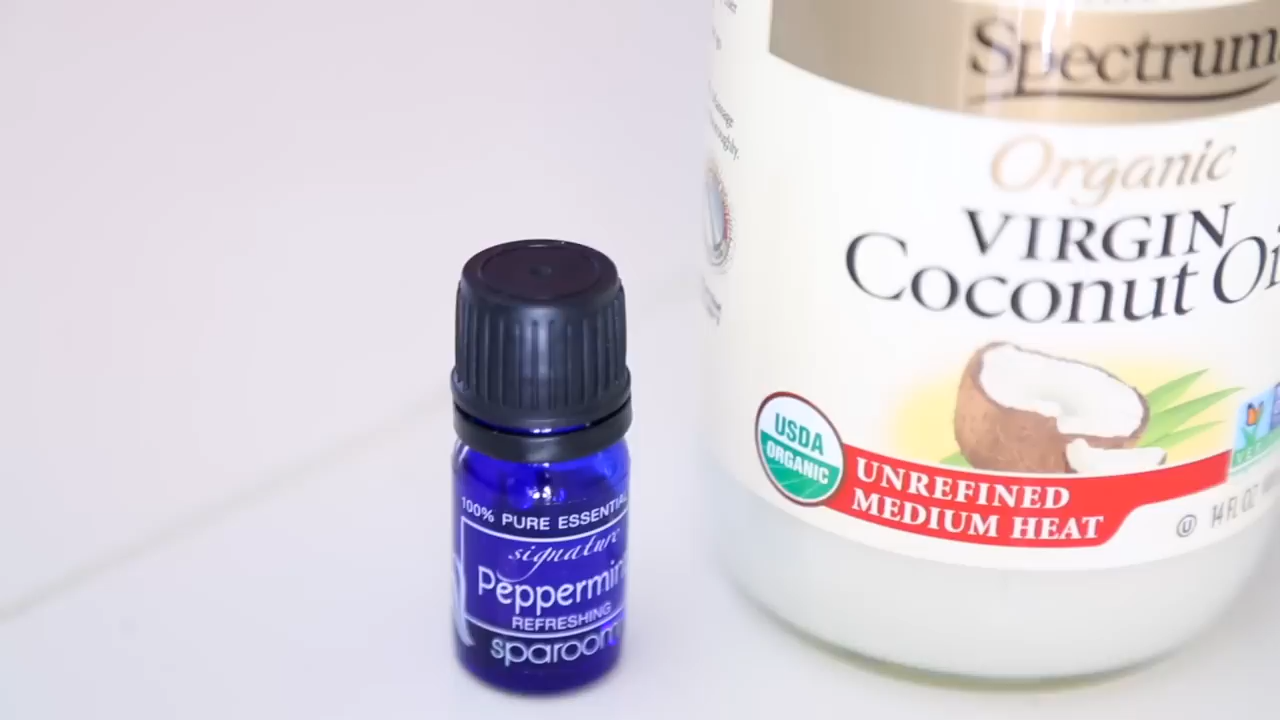 Spectrum
Organic
VIRGIN
Coconut Oi
USDA
ORGANIC
UNREFINED
MEDIUM HEAT
14 FL OZ
100% PURE ESSENTIAL
signature
Peppermin
REFRESHING
sparoom